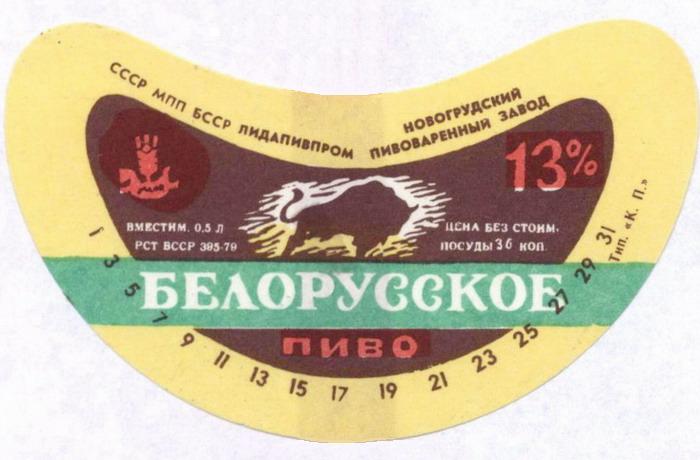 СССР МПП БССР ЛИДАПИВПРОМ
НОВОГРУДСКИЙ
ПИВОВАРЕННЫЙ ЗАВОД
13%
ВМЕСТИМ. 0,5 Л
РСТ БССР 395-79
ЦЕНА БЕЗ СТОИМ.
ПОСУДЫ 36 КОП.
БЕЛОРУССКОЕ
ПИВО
1 3 5 7 9 11 13 15 17 19 21 23 25 27 29 31
Тип. «К. П.»